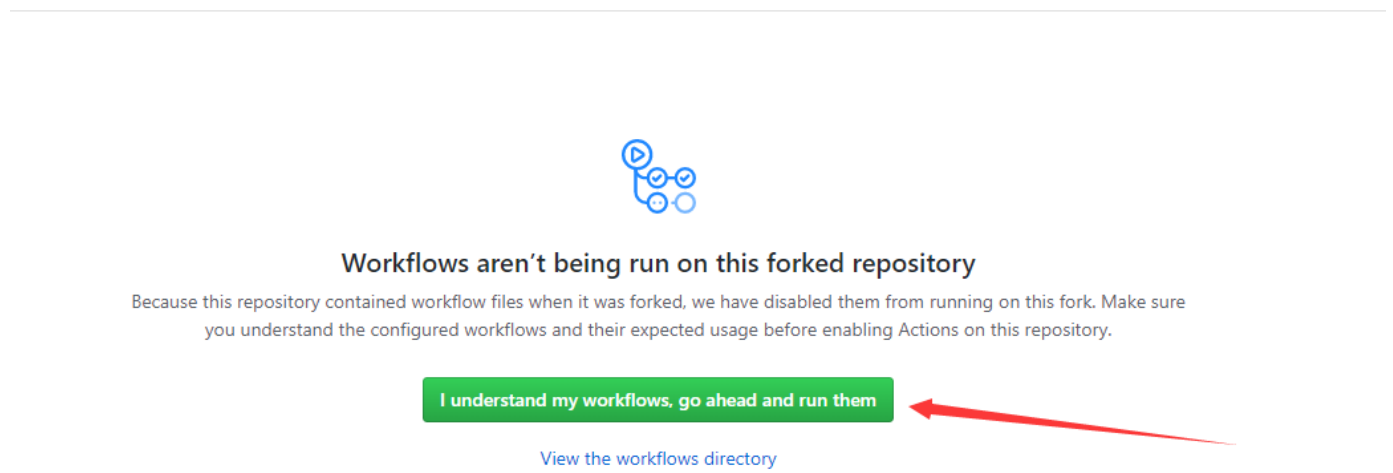 Workflows aren’t being run on this forked repository
Because this repository contained workflow files when it was forked, we have disabled them from running on this fork. Make sure
you understand the configured workflows and their expected usage before enabling Actions on this repository.
I understand my workflows, go ahead and run them
View the workflows directory